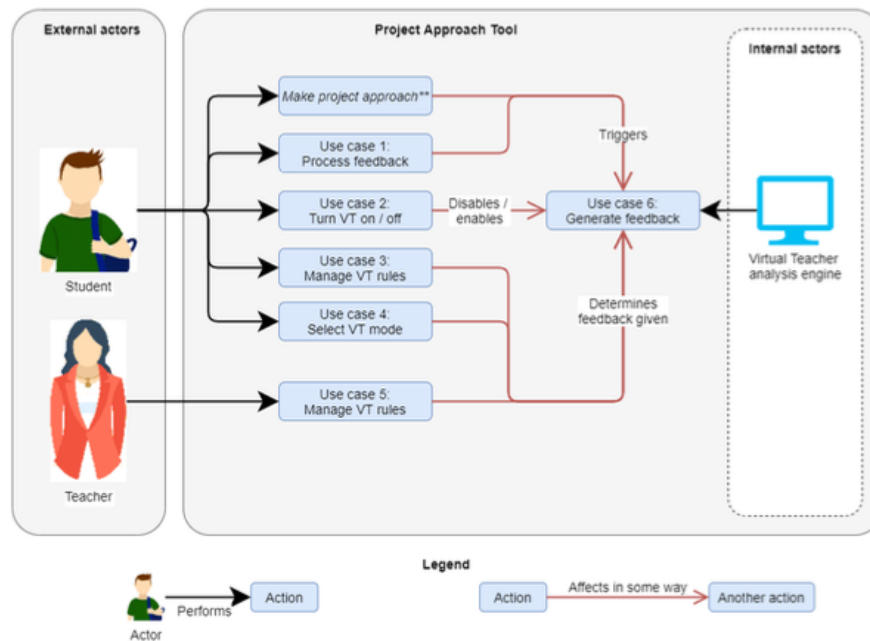 External actors
Project Approach Tool
Internal actors
Make project approach**
Triggers
Use case 1:
Process feedback
Use case 2:
Turn VT on / off
Disables /
enables
Use case 6:
Generate feedback
Student
Use case 3:
Manage VT rules
Virtual Teacher
analysis engine
Determines
feedback given
Use case 4:
Select VT mode
Use case 5:
Manage VT rules
Teacher
Legend
Performs
Action
Actor
Action
Affects in some way
Another action